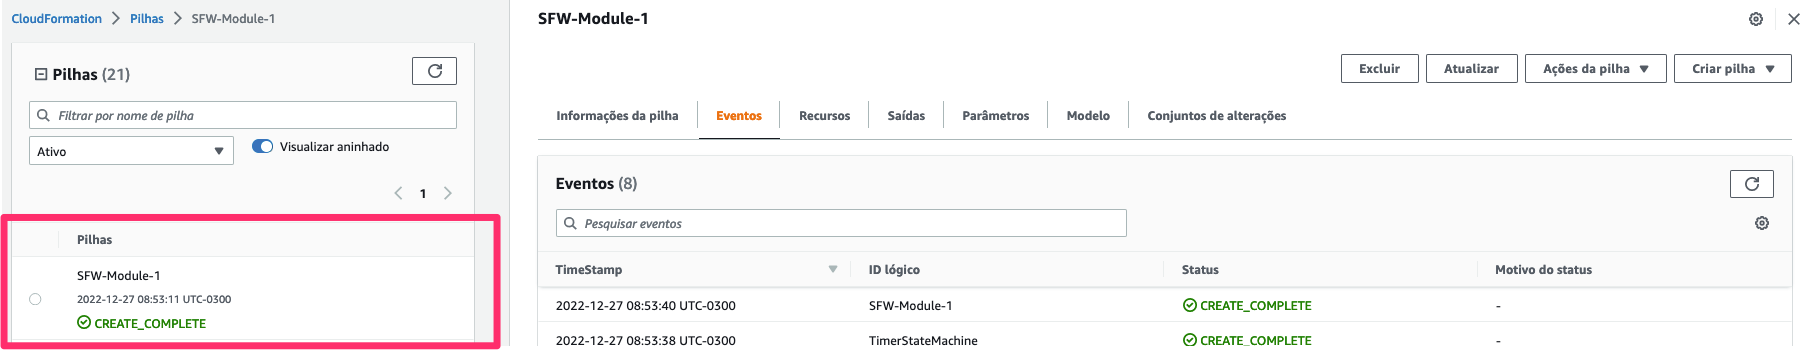 CloudFormation > Pilhas > SFW-Module-1
Pilhas (21)
Filtrar por nome de pilha
Ativo
Visualizar aninhado
1
Pilhas
SFW-Module-1
2022-12-27 08:53:11 UTC-0300
CREATE_COMPLETE
SFW-Module-1
Excluir
Atualizar
Ações da pilha
Criar pilha
Informações da pilha
Eventos
Recursos
Saídas
Parâmetros
Modelo
Conjuntos de alterações
Eventos (8)
Pesquisar eventos
TimeStamp ID lógico Status Motivo do status
2022-12-27 08:53:40 UTC-0300 SFW-Module-1 CREATE_COMPLETE -
2022-12-27 08:53:38 UTC-0300 TimerStateMachine CREATE_COMPLETE -